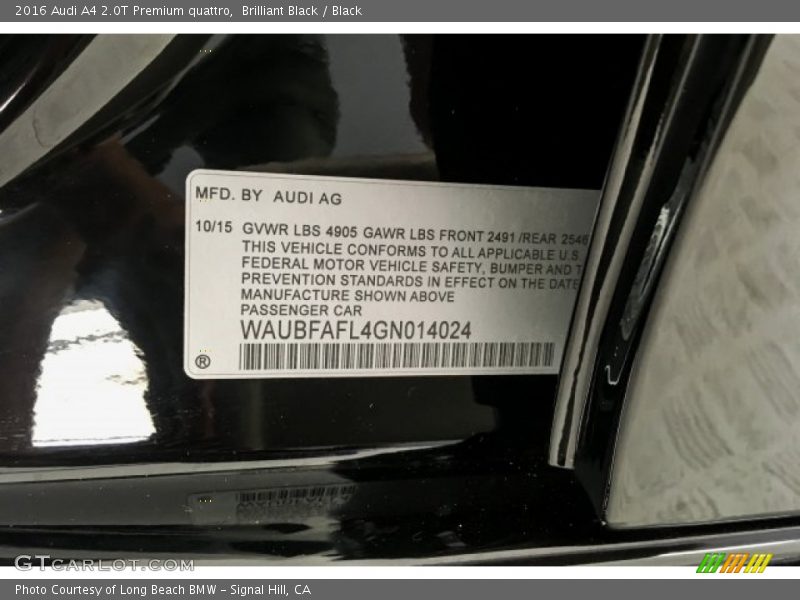 2016 Audi A4 2.0T Premium quattro, Brilliant Black / Black
MFD. BY AUDI AG
10/15 GVWR LBS 4905 GAWR LBS FRONT 2491 /REAR 2546
THIS VEHICLE CONFORMS TO ALL APPLICABLE U.S.
FEDERAL MOTOR VEHICLE SAFETY, BUMPER AND T
PREVENTION STANDARDS IN EFFECT ON THE DATE
MANUFACTURE SHOWN ABOVE
PASSENGER CAR
WAUBFAFL4GN014024
®
GTCARLOT.COM
Photo Courtesy of Long Beach BMW - Signal Hill, CA